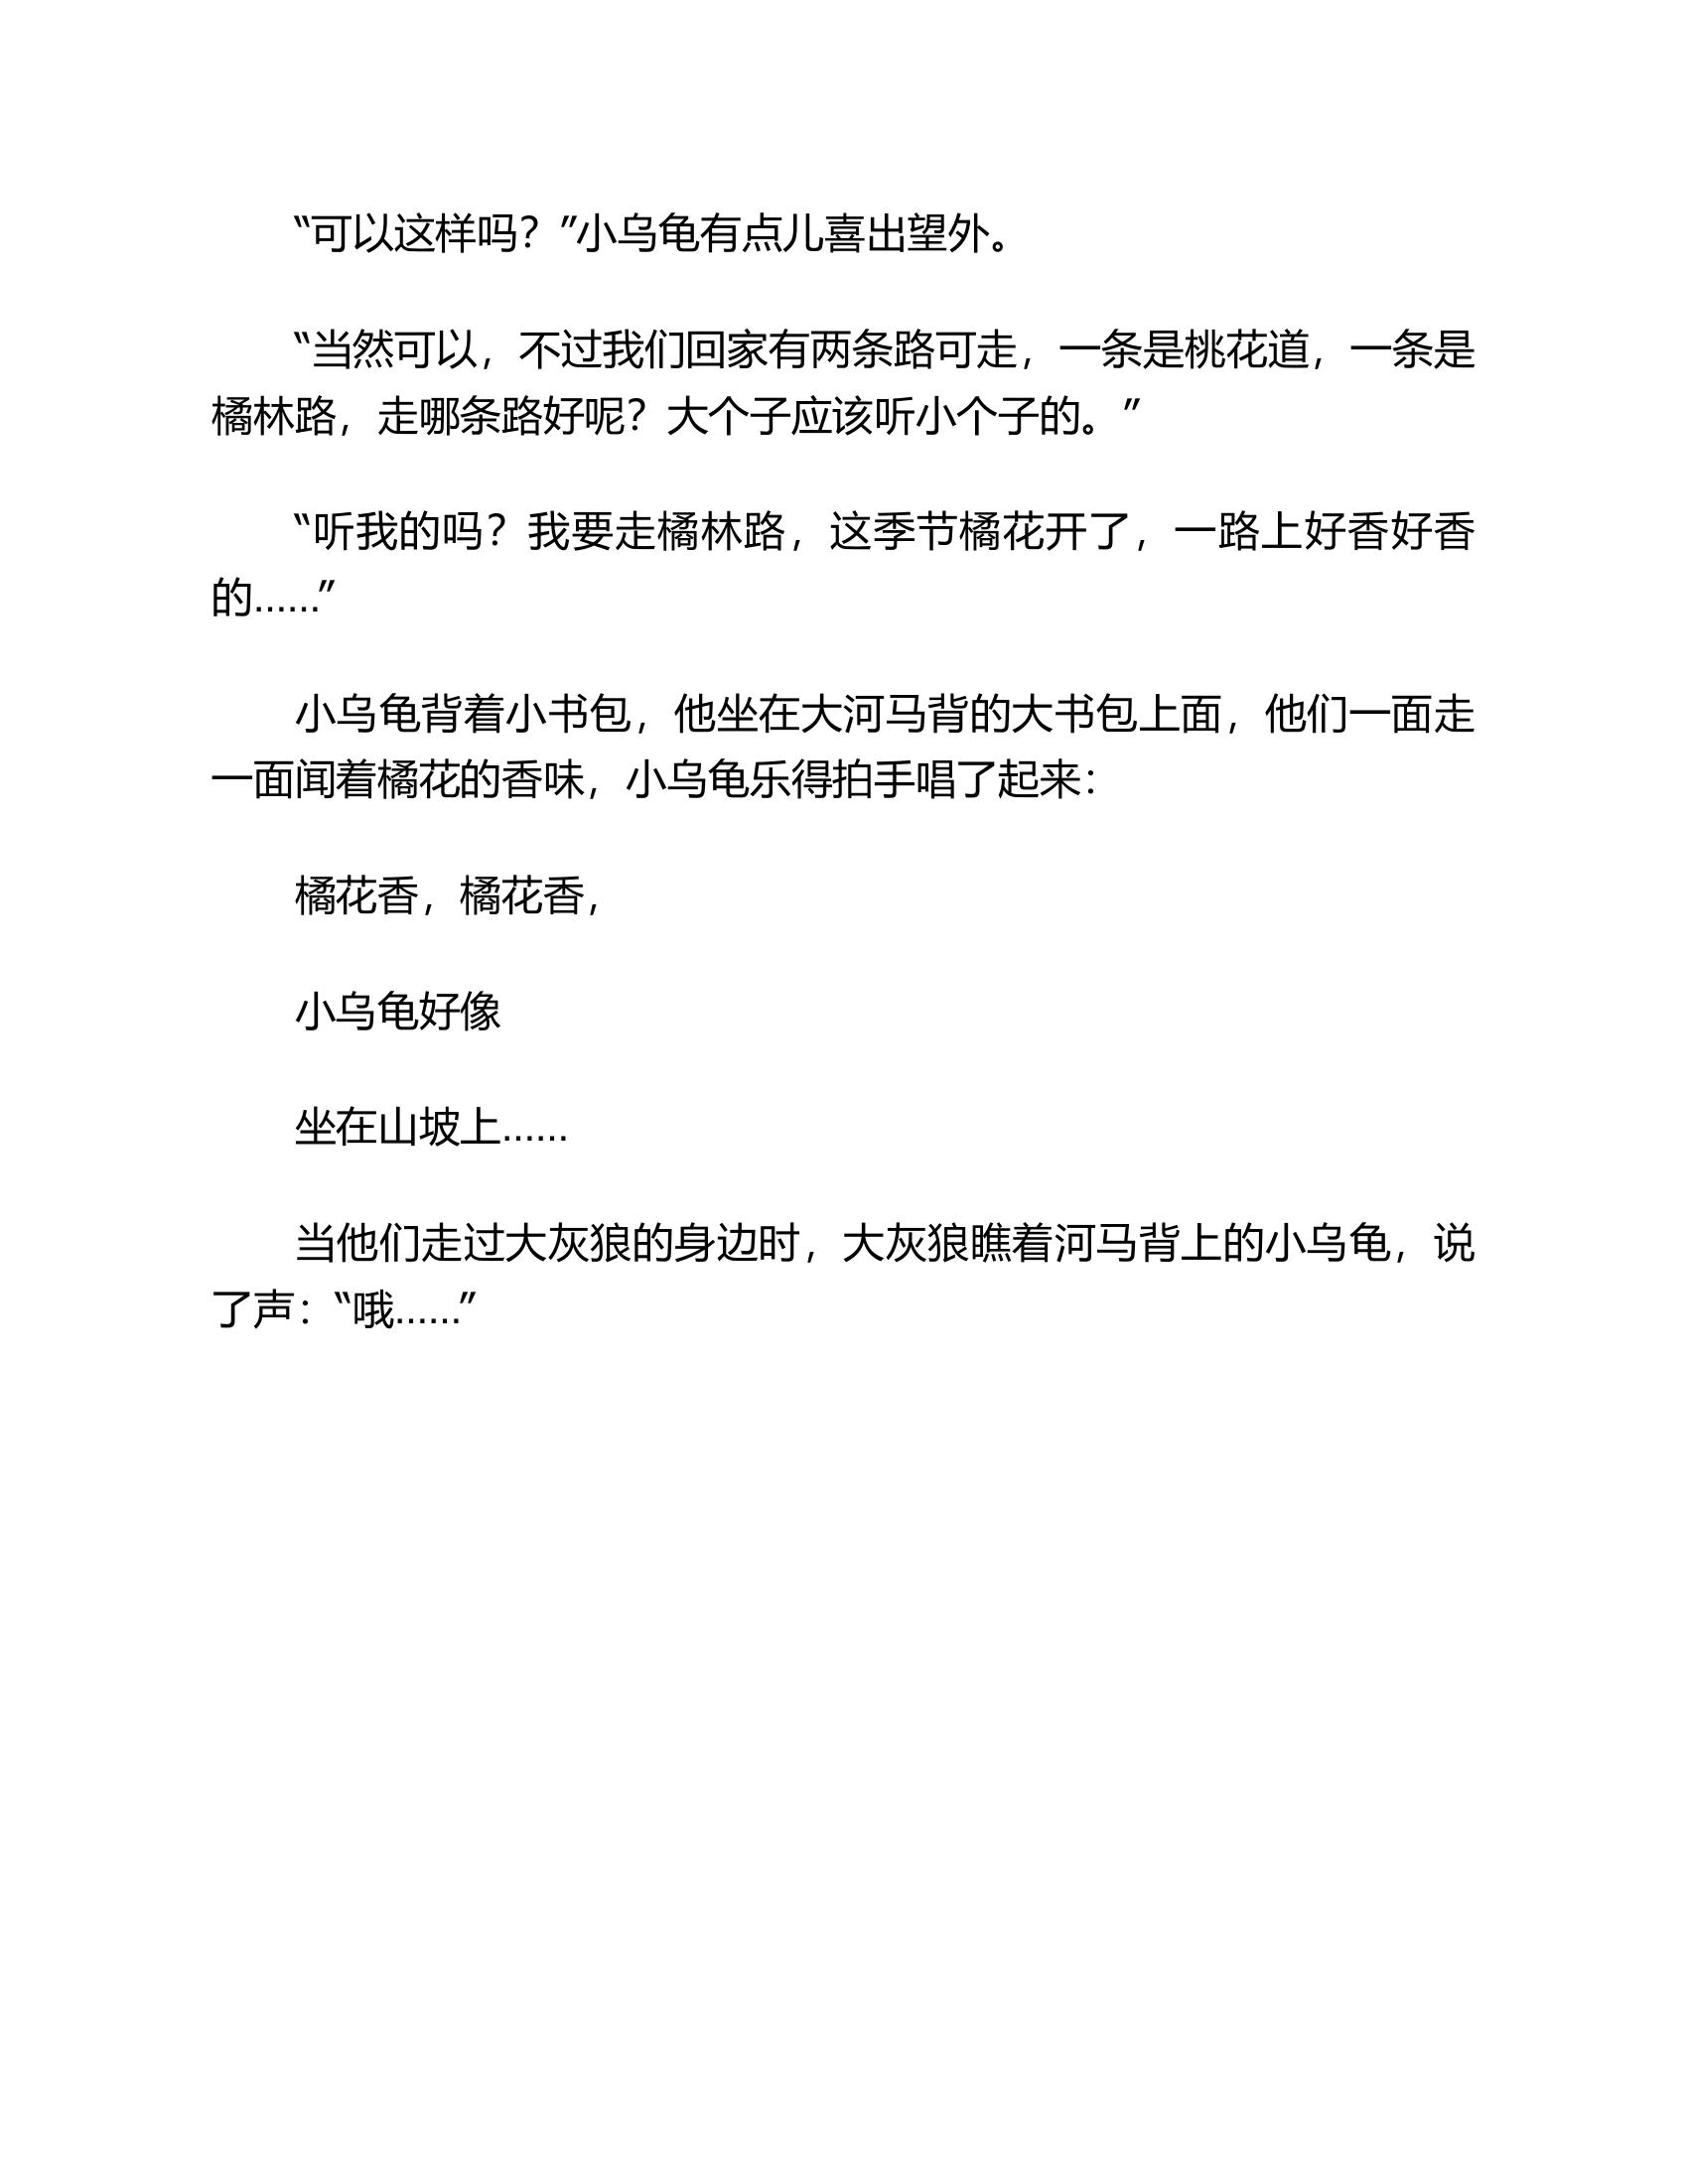 “可以这样吗？”小乌龟有点儿喜出望外。
“当然可以，不过我们回家有两条路可走，一条是桃花道，一条是
橘林路，走哪条路好呢？大个子应该听小个子的。”
“听我的吗？我要走橘林路，这季节橘花开了，一路上好香好香
的……”
小乌龟背着小书包，他坐在大河马背的大书包上面，他们一面走
一面闻着橘花的香味，小乌龟乐得拍手唱了起来：
橘花香，橘花香，
小乌龟好像
坐在山坡上……
当他们走过大灰狼的身边时，大灰狼瞧着河马背上的小乌龟，说
了声：“哦……”